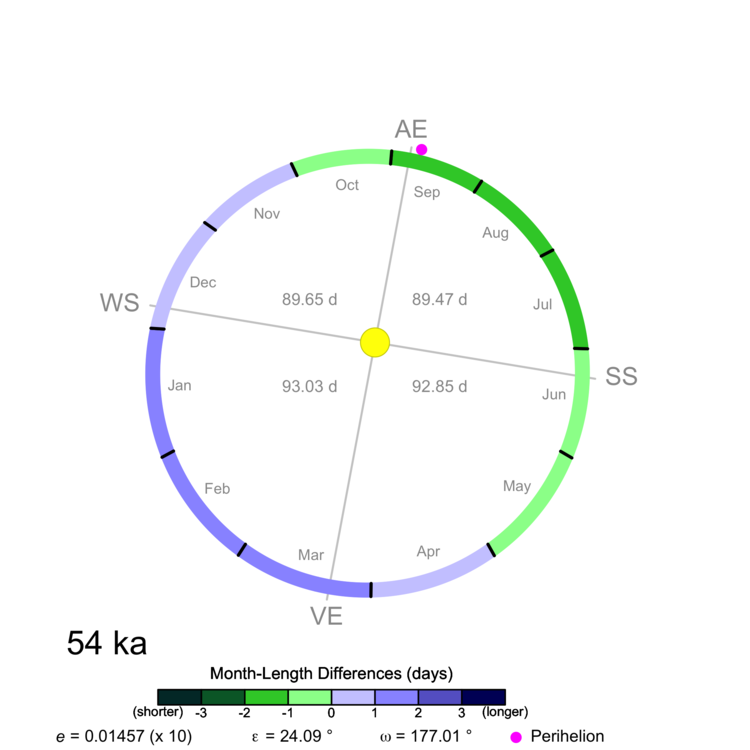 AE
Oct
Sep
Nov
Aug
Dec
89.65 d
89.47 d
WS
Jul
SS
Jan
93.03 d
92.85 d
Jun
Feb
May
Mar
Apr
VE
54 ka
Month-Length Differences (days)
(shorter) -3 -2 -1 0 1 2 3 (longer)
e = 0.01457 (x 10) ε = 24.09 ° ω = 177.01 ° Perihelion